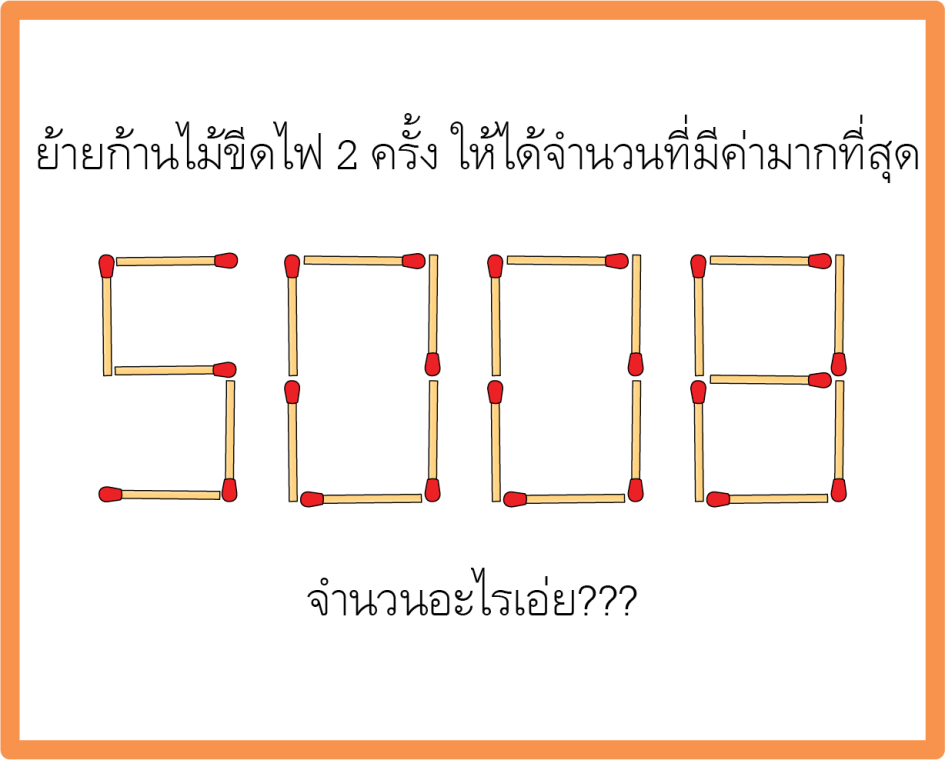 ย้ายก้านไม้ขีดไฟ 2 ครั้ง ให้ได้จำนวนที่มีค่ามากที่สุด
5008
จำนวนอะไรเอ่ย???